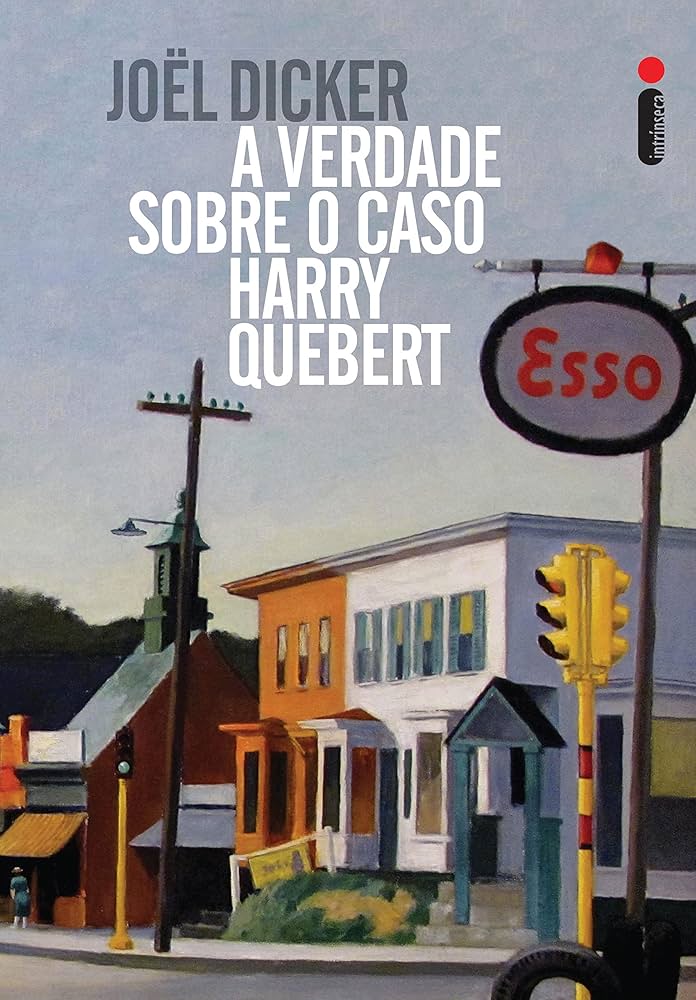 JOËL DICKER
A VERDADE
SOBRE O CASO
HARRY
QUEBERT
intrínseca
Esso